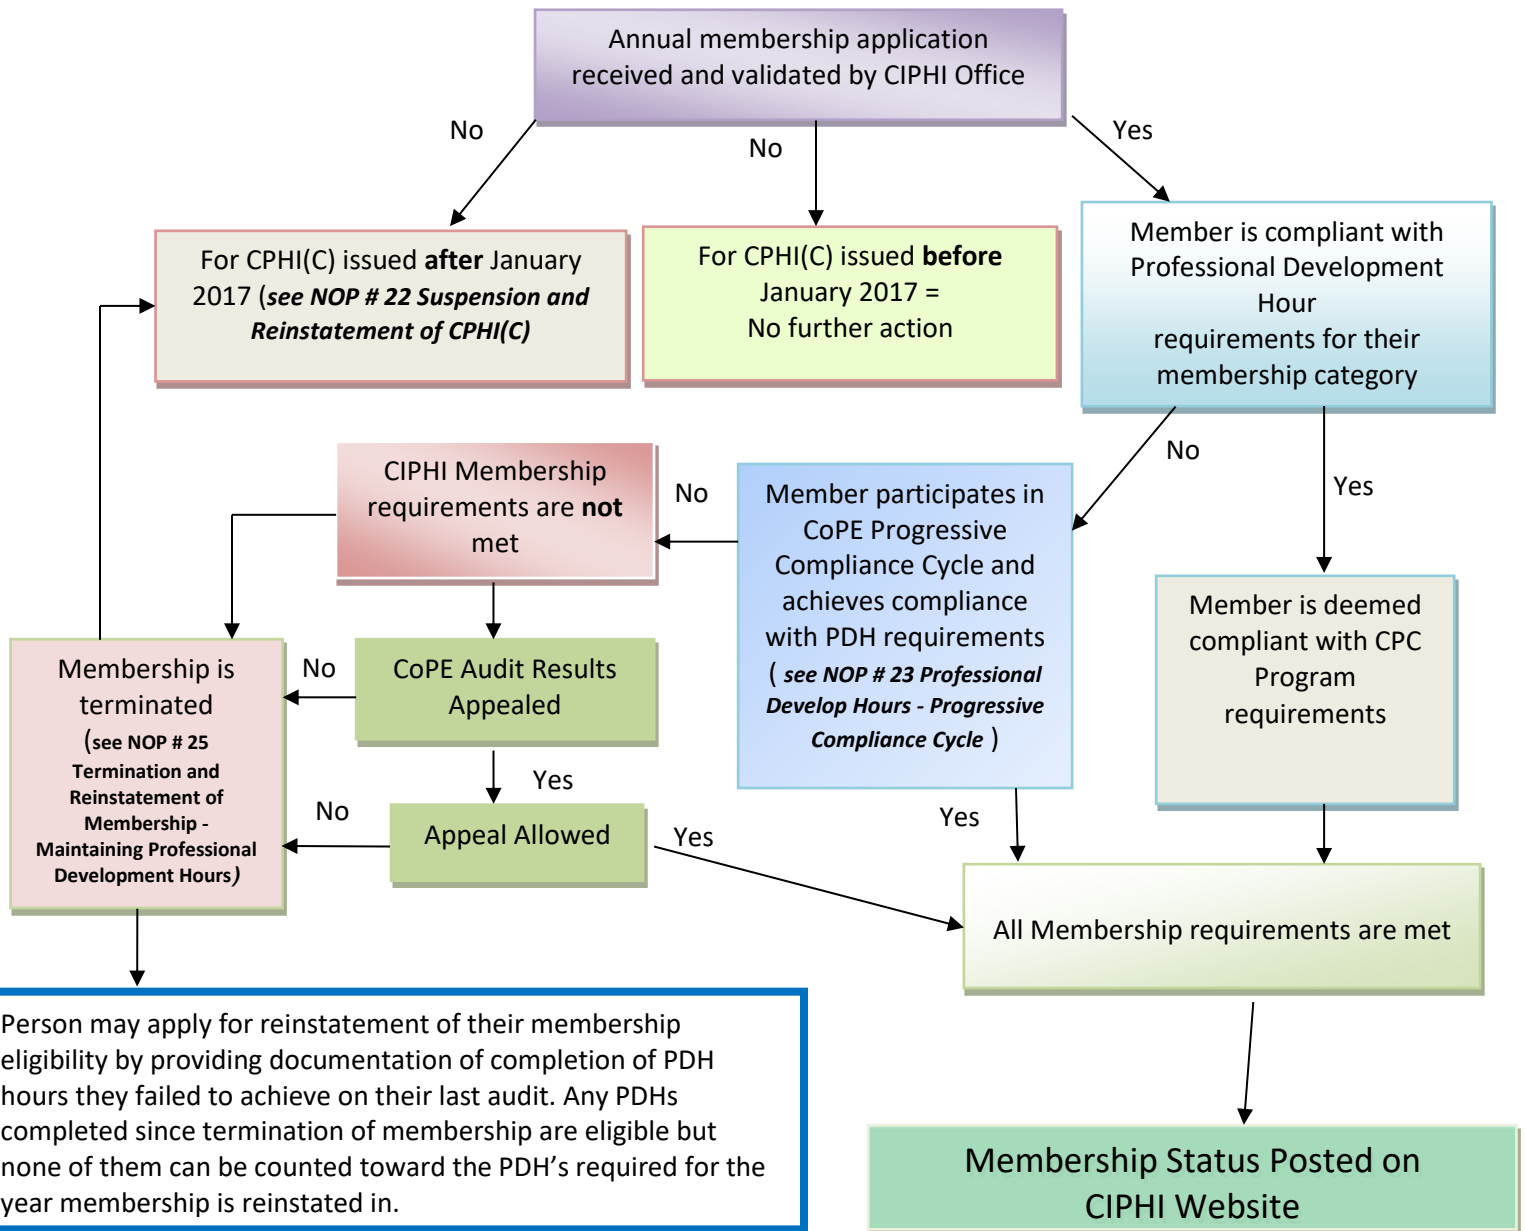 Annual membership application
received and validated by CIPHI Office
No
No
Yes
For CPHI(C) issued after January
2017 (see NOP # 22 Suspension and
Reinstatement of CPHI(C)
For CPHI(C) issued before
January 2017 =
No further action
Member is compliant with
Professional Development
Hour
requirements for their
membership category
No
Yes
CIPHI Membership
requirements are not
met
No
Member participates in
CoPE Progressive
Compliance Cycle and
achieves compliance
with PDH requirements
( see NOP # 23 Professional
Develop Hours - Progressive
Compliance Cycle )
Member is deemed
compliant with CPC
Program
requirements
Membership is
terminated
(see NOP # 25
Termination and
Reinstatement of
Membership -
Maintaining Professional
Development Hours)
No
CoPE Audit Results
Appealed
Yes
No
Appeal Allowed
Yes
Yes
All Membership requirements are met
Person may apply for reinstatement of their membership
eligibility by providing documentation of completion of PDH
hours they failed to achieve on their last audit. Any PDHs
completed since termination of membership are eligible but
none of them can be counted toward the PDH's required for the
year membership is reinstated in.
Membership Status Posted on
CIPHI Website